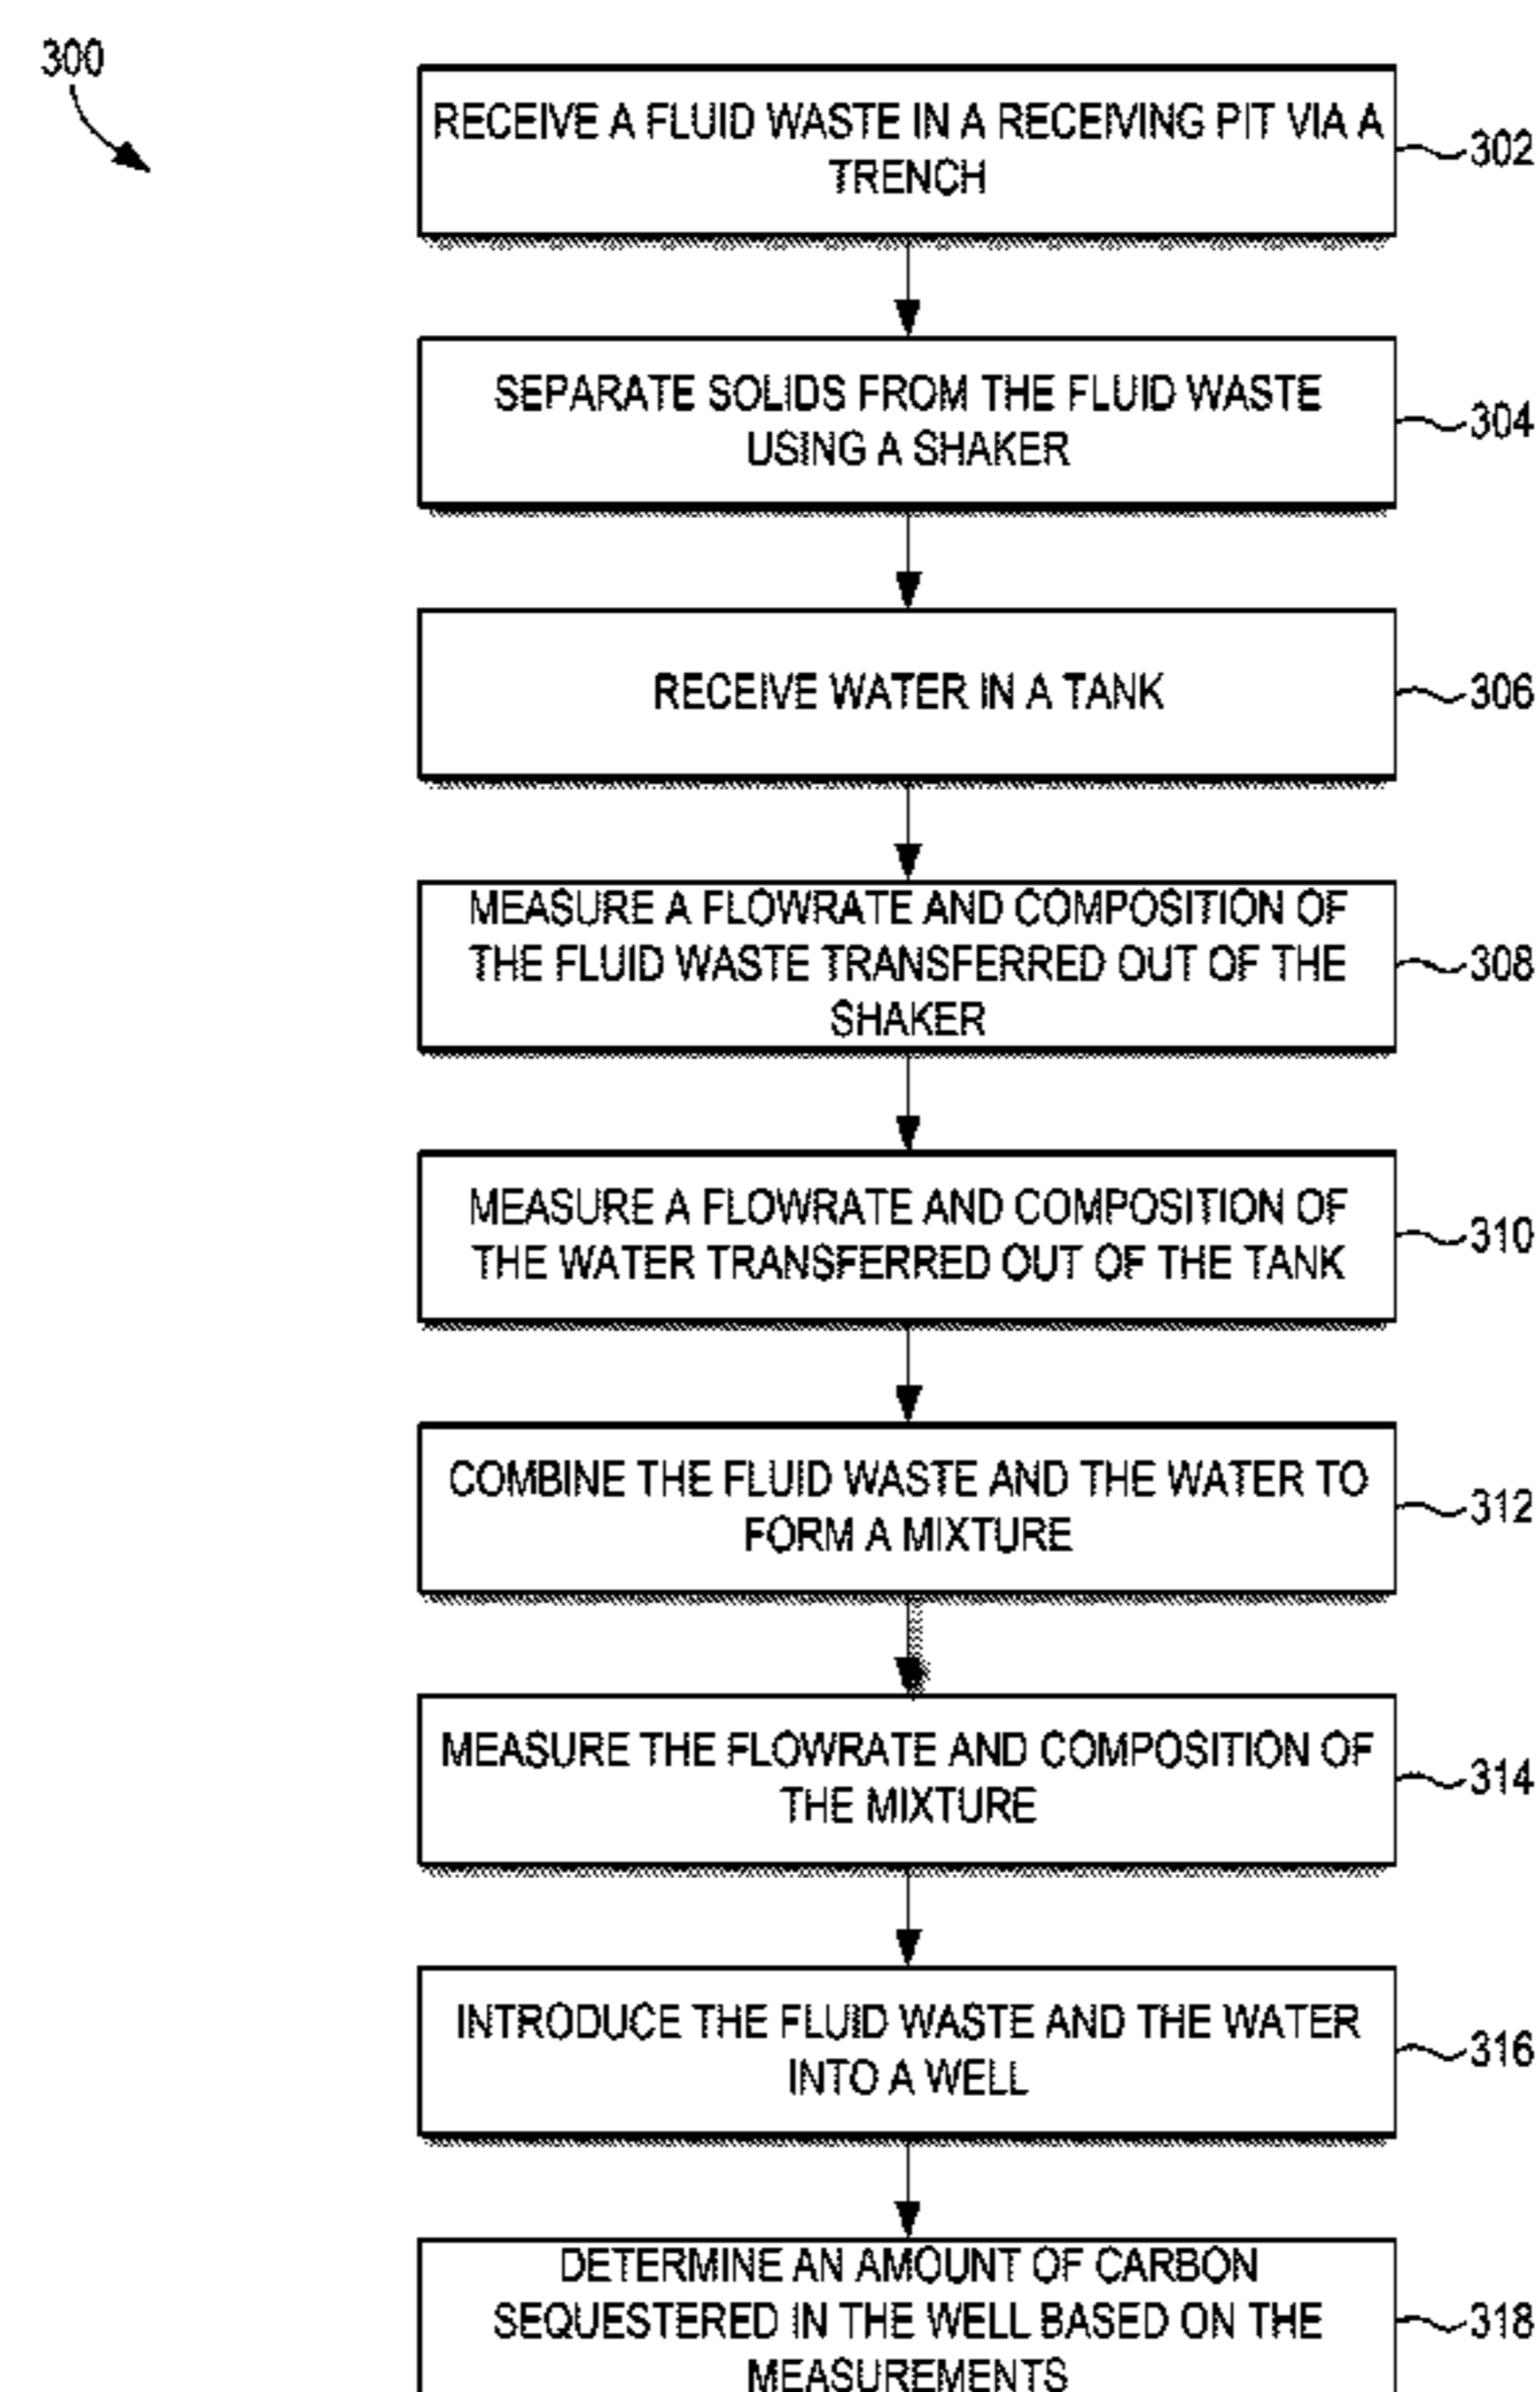 300
RECEIVE A FLUID WASTE IN A RECEIVING PIT VIA A
TRENCH
302
SEPARATE SOLIDS FROM THE FLUID WASTE
USING A SHAKER
304
RECEIVE WATER IN A TANK
306
MEASURE A FLOWRATE AND COMPOSITION OF
THE FLUID WASTE TRANSFERRED OUT OF THE
SHAKER
308
MEASURE A FLOWRATE AND COMPOSITION OF
THE WATER TRANSFERRED OUT OF THE TANK
310
COMBINE THE FLUID WASTE AND THE WATER TO
FORM A MIXTURE
312
MEASURE THE FLOWRATE AND COMPOSITION OF
THE MIXTURE
314
INTRODUCE THE FLUID WASTE AND THE WATER
INTO A WELL
316
DETERMINE AN AMOUNT OF CARBON
SEQUESTERED IN THE WELL BASED ON THE
MEASUREMENTS
318